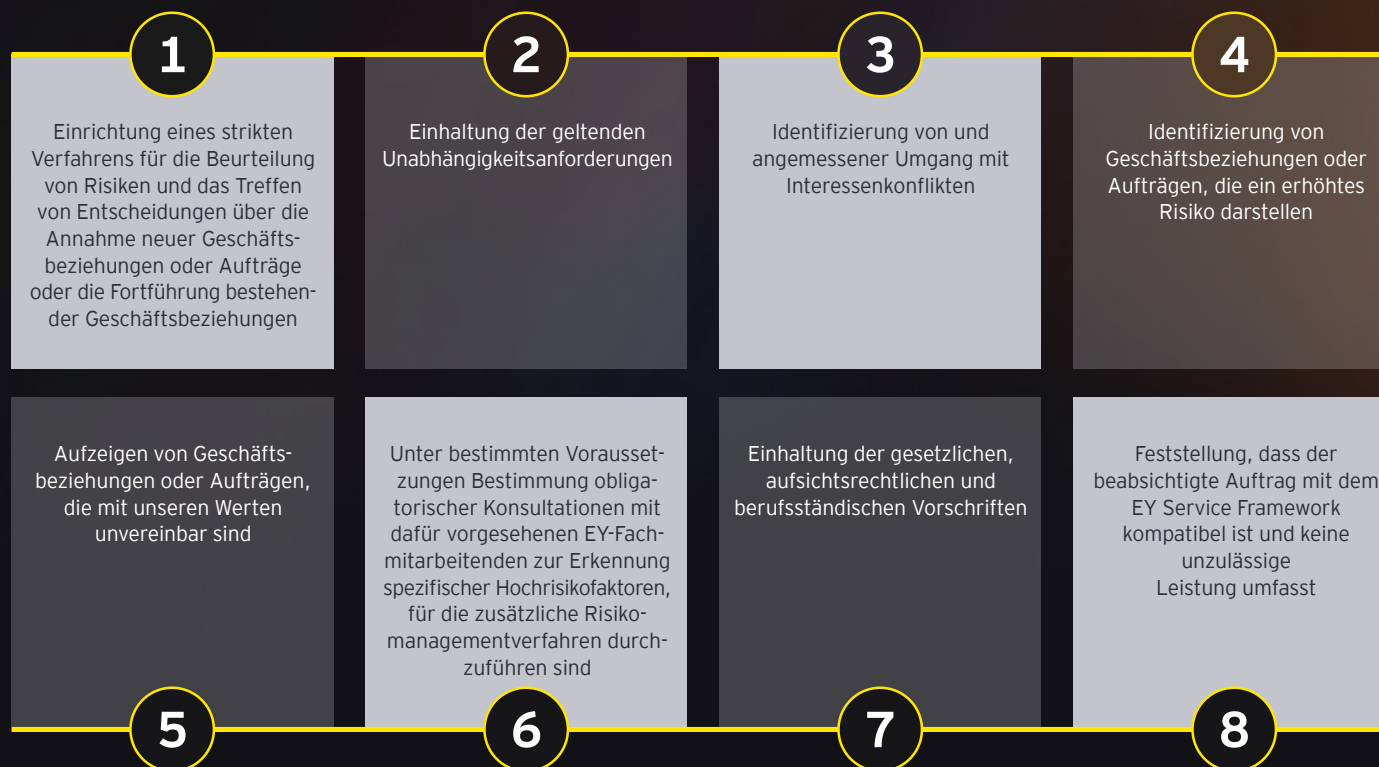 1
Einrichtung eines strikten
Verfahrens für die Beurteilung
von Risiken und das Treffen
von Entscheidungen über die
Annahme neuer Geschäfts-
beziehungen oder Aufträge
oder die Fortführung bestehen-
der Geschäftsbeziehungen
2
Einhaltung der geltenden
Unabhängigkeitsanforderungen
3
Identifizierung von und
angemessener Umgang mit
Interessenkonflikten
4
Identifizierung von
Geschäftsbeziehungen oder
Aufträgen, die ein erhöhtes
Risiko darstellen
Aufzeigen von Geschäfts-
beziehungen oder Aufträgen,
die mit unseren Werten
unvereinbar sind
5
Unter bestimmten Vorausset-
zungen Bestimmung obliga-
torischer Konsultationen mit
dafür vorgesehenen EY-Fach-
mitarbeitenden zur Erkennung
spezifischer Hochrisikofaktoren,
für die zusätzliche Risiko-
managementverfahren durch-
zuführen sind
6
Einhaltung der gesetzlichen,
aufsichtsrechtlichen und
berufsständischen Vorschriften
7
Feststellung, dass der
beabsichtigte Auftrag mit dem
EY Service Framework
kompatibel ist und keine
unzulässige
Leistung umfasst
8